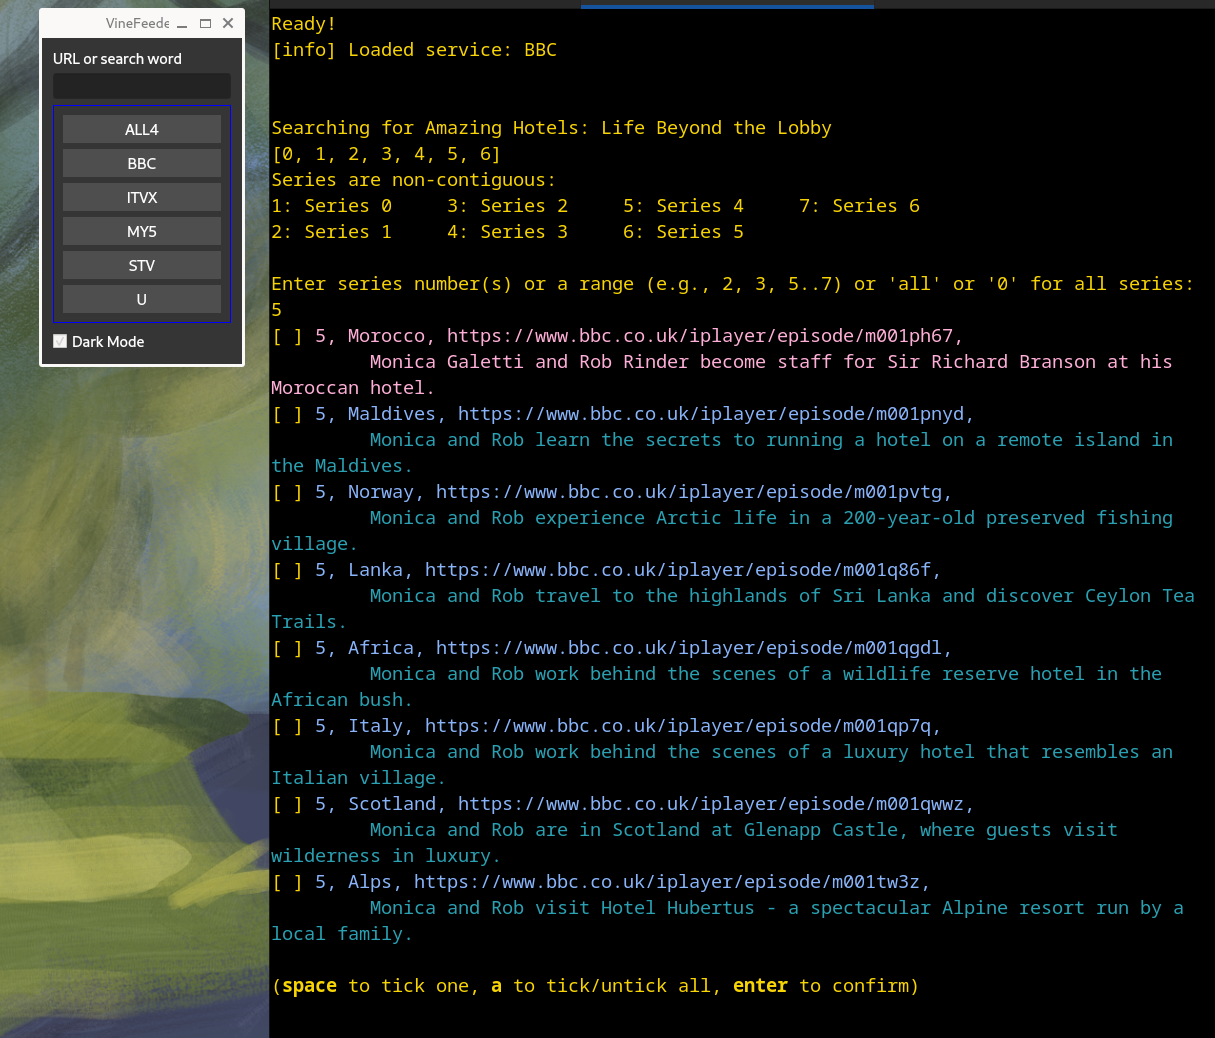 VineFeede
URL or search word
ALL4
BBC
ITVX
MY5
STV
U
Dark Mode
Ready!
[info] Loaded service: BBC
Searching for Amazing Hotels: Life Beyond the Lobby
[0, 1, 2, 3, 4, 5, 6]
Series are non-contiguous:
1: Series 0     3: Series 2     5: Series 4     7: Series 6
2: Series 1     4: Series 3     6: Series 5
Enter series number(s) or a range (e.g., 2, 3, 5..7) or 'all' or '0' for all series:
5
[ ] 5, Morocco, https://www.bbc.co.uk/iplayer/episode/m001ph67,
Monica Galetti and Rob Rinder become staff for Sir Richard Branson at his
Moroccan hotel.
[ ] 5, Maldives, https://www.bbc.co.uk/iplayer/episode/m001pnyd,
Monica and Rob learn the secrets to running a hotel on a remote island in
the Maldives.
[ ] 5, Norway, https://www.bbc.co.uk/iplayer/episode/m001pvtg,
Monica and Rob experience Arctic life in a 200-year-old preserved fishing
village.
[ ] 5, Lanka, https://www.bbc.co.uk/iplayer/episode/m001q86f,
Monica and Rob travel to the highlands of Sri Lanka and discover Ceylon Tea
Trails.
[ ] 5, Africa, https://www.bbc.co.uk/iplayer/episode/m001qgdl,
Monica and Rob work behind the scenes of a wildlife reserve hotel in the
African bush.
[ ] 5, Italy, https://www.bbc.co.uk/iplayer/episode/m001qp7q,
Monica and Rob work behind the scenes of a luxury hotel that resembles an
Italian village.
[ ] 5, Scotland, https://www.bbc.co.uk/iplayer/episode/m001qwwz,
Monica and Rob are in Scotland at Glenapp Castle, where guests visit
wilderness in luxury.
[ ] 5, Alps, https://www.bbc.co.uk/iplayer/episode/m001tw3z,
Monica and Rob visit Hotel Hubertus - a spectacular Alpine resort run by a
local family.
(space to tick one, a to tick/untick all, enter to confirm)